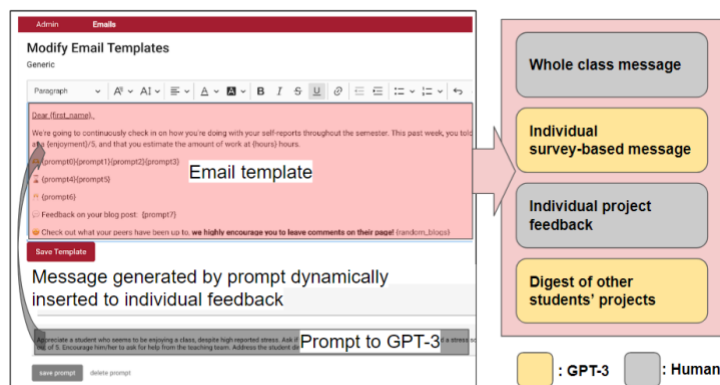 Admin Emails
Modify Email Templates
Generic
Paragraph
Dear {first_name},
We're going to continuously check in on how you're doing with your self-reports throughout the semester. This past week, you told
at a {enjoyment}/5, and that you estimate the amount of work at {hours} hours.
{prompt0}{prompt1}{prompt2}{prompt3}
Email template
{prompt4}{prompt5}
{prompt6}
Feedback on your blog post: {prompt7}
Check out what your peers have been up to, we highly encourage you to leave comments on their page! {random_blogs}
Save Template
Message generated by prompt dynamically
inserted to individual feedback
Appreciate a student who seems to be enjoying a class, despite high reported stress. Ask if
t a stress
of 5. Encourage him/her to ask for help from the teaching team. Address the student
Prompt to GPT-3
save prompt delete prompt
Whole class message
Individual
survey-based message
Individual project
feedback
Digest of other
students' projects
: GPT-3 : Human